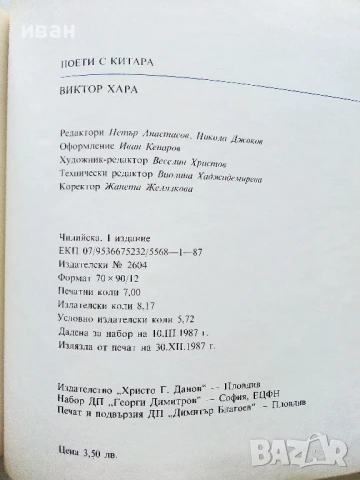 иван
ПОЕТИ С КИТАРА
ВИКТОР ХАРА
Редактори Петър Анастасов, Никола Джоков
Оформление Иван Кенаров
Художник-редактор Веселин Христов
Технически редактор Виолина Хаджидемирева
Коректор Жанета Желязкова
Чилийска. I издание
ЕКП 07/9536675232/5568—1—87
Издателски № 2604
Формат 70×90/12
Печатни коли 7,00
Издателски коли 8,17
Условно издателски коли 5,72
Дадена за набор на 10.III 1987 г.
Излязла от печат на 30.XII.1987 г.
Издателство „Христо Г. Данов" — Пловдив
Набор ДП „Георги Димитров" — София, ЕЦФН
Печат и подвързия ДП „Димитър Благоев" — Пловдив
Цена 3,50 лв.
bazar